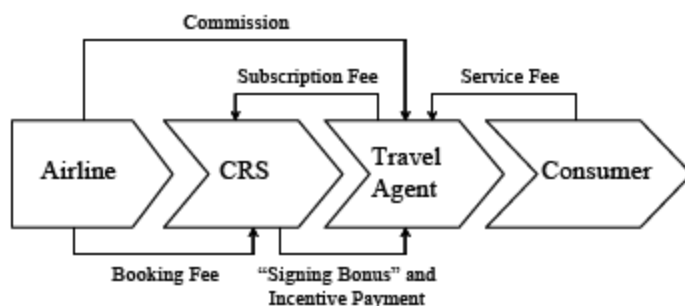 Commission
Subscription Fee
Service Fee
Airline
CRS
Travel
Agent
Consumer
Booking Fee
“Signing Bonus” and
Incentive Payment